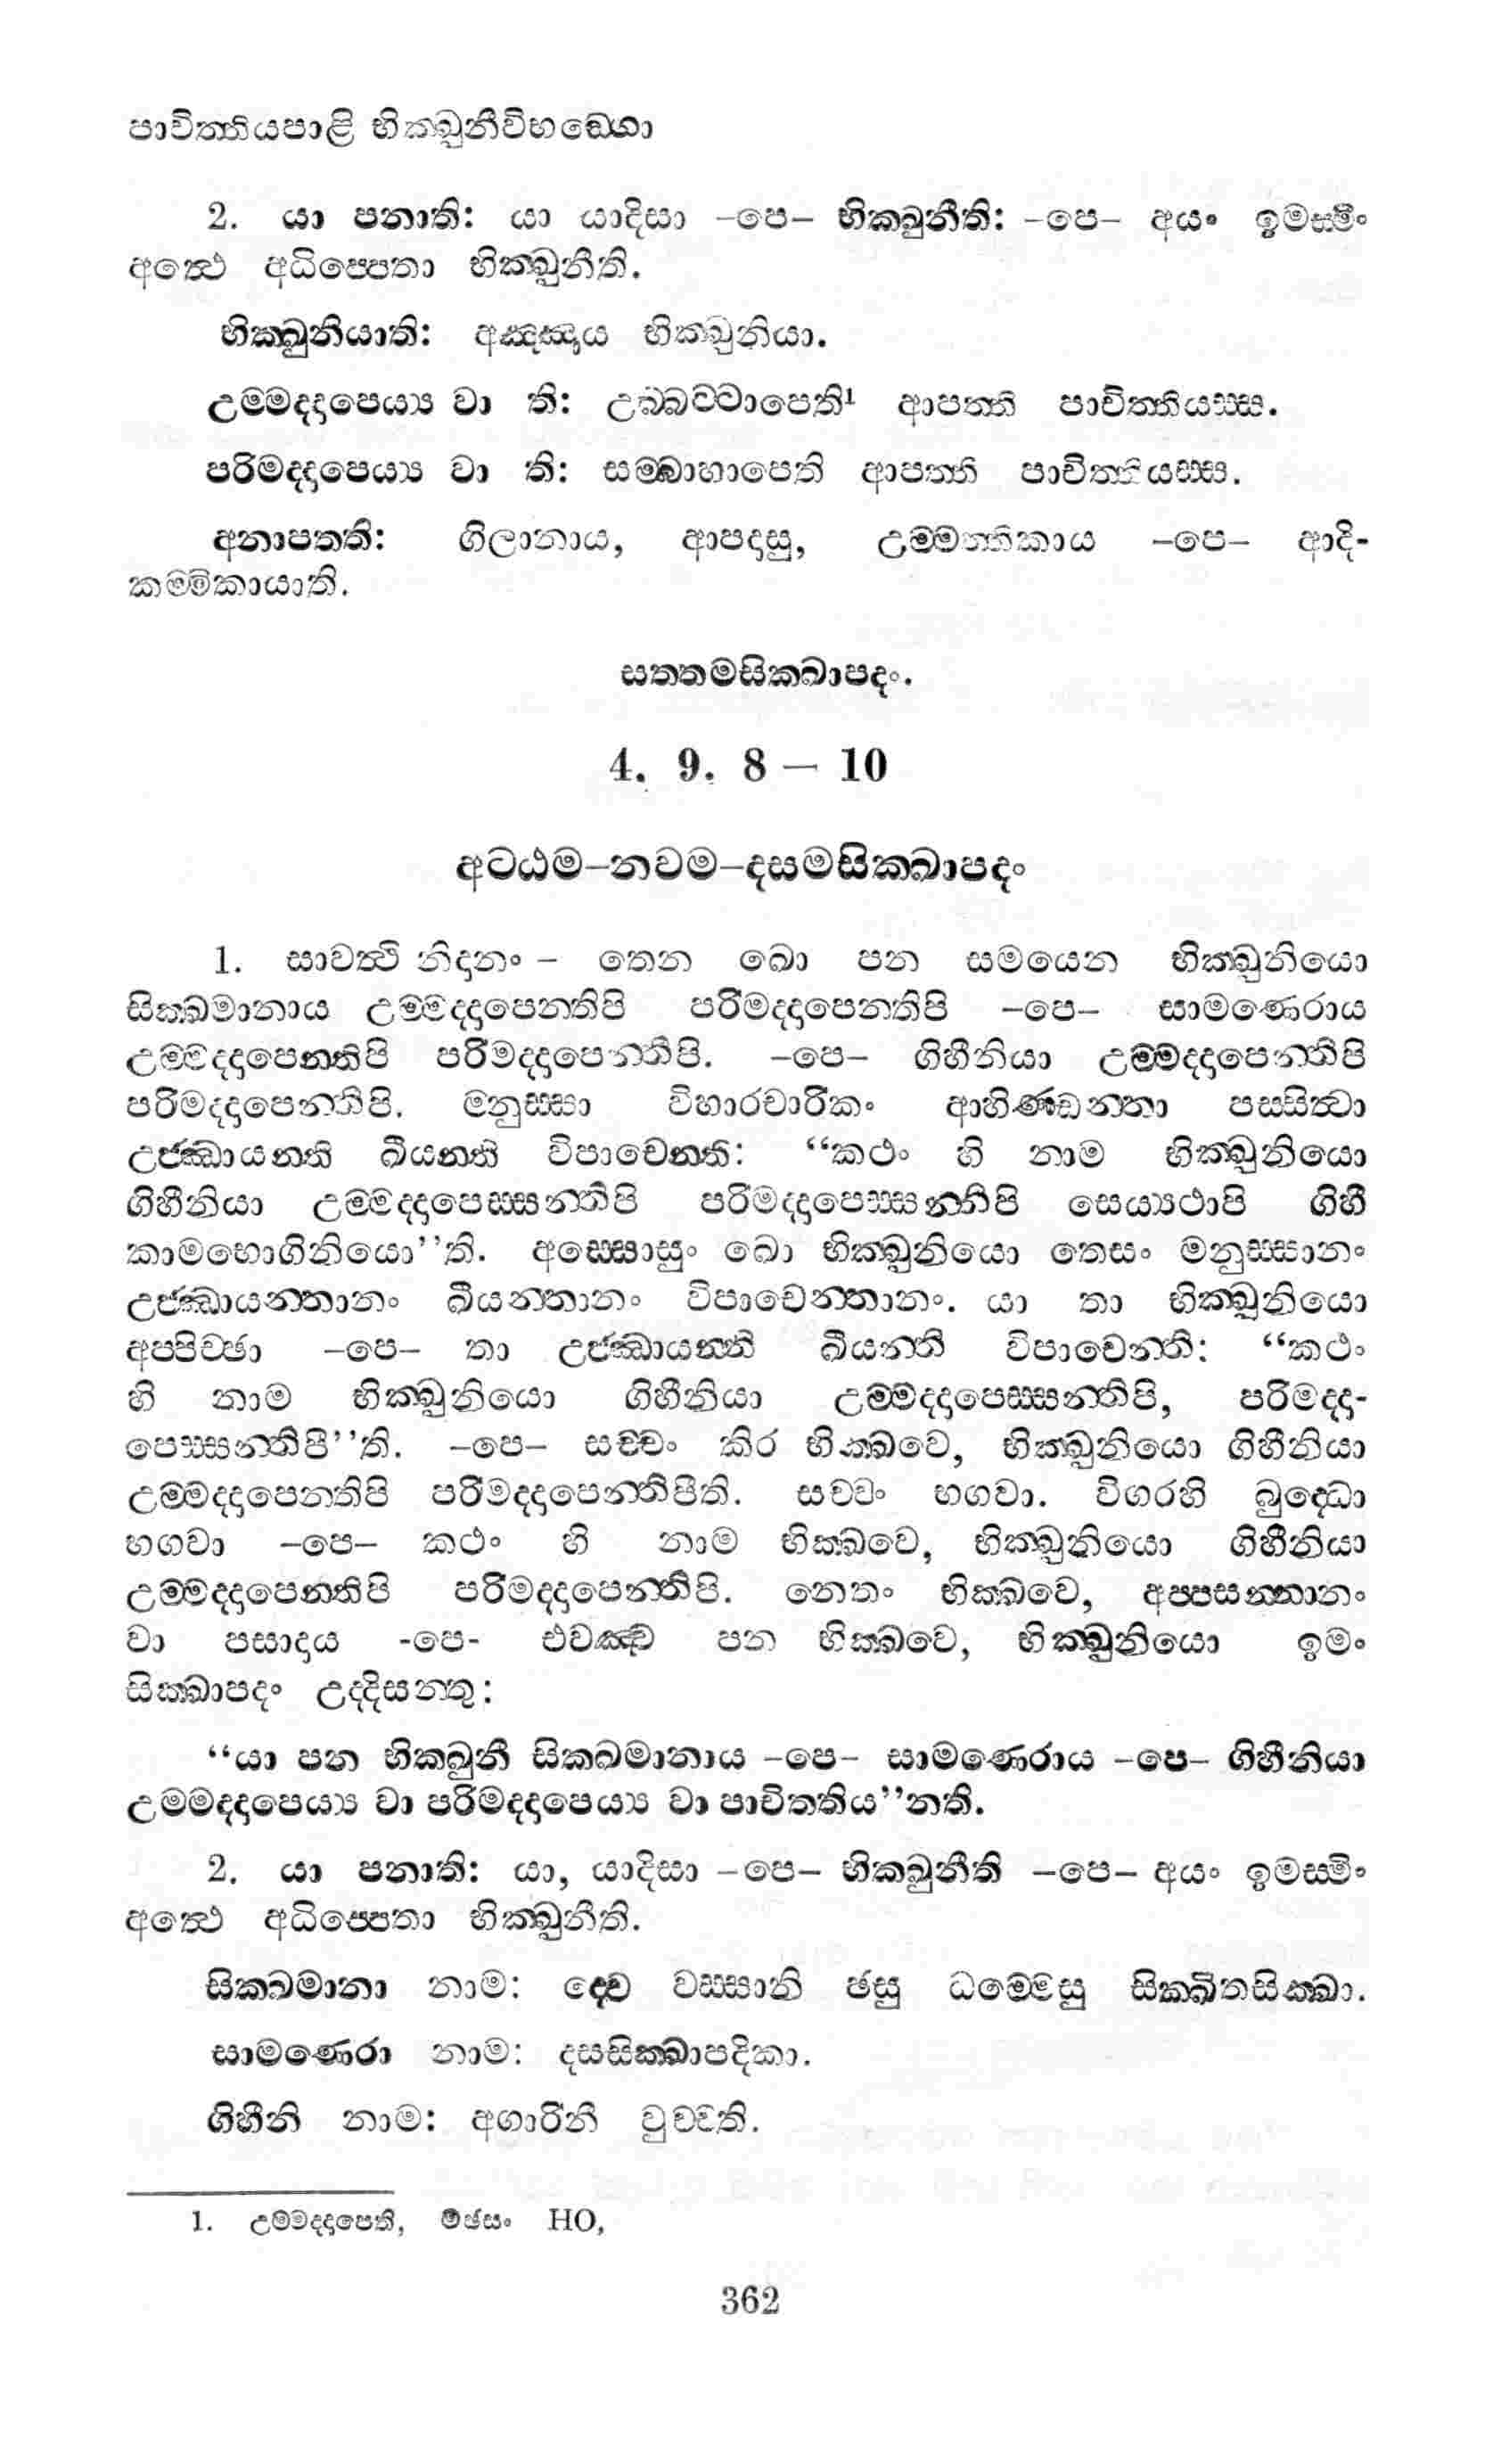 පාචිත්තියපාළි භික්ඛුනීවිභඞ්ගො
2. යා පනාති: යා යාදිසා –පෙ– භික්ඛුනීති: –පෙ– අයං ඉමස්මිං
අත්ථෙ අධිප්පෙතා භික්ඛුනීති.
භික්ඛුනියාති: අඤ්ඤාය භික්ඛුනියා.
උම්මද්දාපෙය්‍ය වා ති: උබ්බට්ටාපෙති¹ ආපත්ති පාචිත්තියස්ස.
පරිමද්දාපෙය්‍ය වා ති: සම්බාහාපෙති ආපත්ති පාචිත්තියස්ස.
අනාපත්ති: ගිලානාය, ආපදාසු, උම්මත්තිකාය –පෙ– ආදි-
කම්මිකායාති.
සත්තමසික්ඛාපදං.
4. 9. 8 – 10
අට්ඨම–නවම–දසමසික්ඛාපදං
1. සාවත්ථි නිදානං – තෙන ඛො පන සමයෙන භික්ඛුනියො
සික්ඛමානාය උම්මද්දාපෙන්තිපි පරිමද්දාපෙන්තිපි –පෙ– සාමණෙරාය
උම්මද්දාපෙන්තිපි පරිමද්දාපෙන්තිපි. –පෙ– ගිහීනියා උම්මද්දාපෙන්තිපි
පරිමද්දාපෙන්තිපි. මනුස්සා විහාරචාරිකං ආහිණ්ඩන්තා පස්සිත්වා
උජ්ඣායන්ති ඛීයන්ති විපාචෙන්ති: “කථං හි නාම භික්ඛුනියො
ගිහීනියා උම්මද්දාපෙස්සන්තිපි පරිමද්දාපෙස්සන්තිපි සෙය්‍යථාපි ගිහී
කාමභොගිනියො’’ති. අස්සොසුං ඛො භික්ඛුනියො තෙසං මනුස්සානං
උජ්ඣායන්තානං ඛීයන්තානං විපාචෙන්තානං. යා තා භික්ඛුනියො
අප්පිච්ඡා –පෙ– තා උජ්ඣායන්ති ඛීයන්ති විපාචෙන්ති: “කථං
හි නාම භික්ඛුනියො ගිහීනියා උම්මද්දාපෙස්සන්තිපි, පරිමද්දා-
පෙස්සන්තිපී’’ති. –පෙ– සච්චං කිර භික්ඛවෙ, භික්ඛුනියො ගිහීනියා
උම්මද්දාපෙන්තිපි පරිමද්දාපෙන්තිපීති. සච්චං භගවා. විගරහි බුද්ධො
භගවා –පෙ– කථං හි නාම භික්ඛවෙ, භික්ඛුනියො ගිහීනියා
උම්මද්දාපෙන්තිපි පරිමද්දාපෙන්තිපි. නෙතං භික්ඛවෙ, අප්පසන්නානං
වා පසාදාය -පෙ- එවඤ්ච පන භික්ඛවෙ, භික්ඛුනියො ඉමං
සික්ඛාපදං උද්දිසන්තු:
“යා පන භික්ඛුනී සික්ඛමානාය –පෙ– සාමණෙරාය –පෙ– ගිහීනියා
උම්මද්දාපෙය්‍ය වා පරිමද්දාපෙය්‍ය වා පාචිත්තිය’’න්ති.
2. යා පනාති: යා, යාදිසා –පෙ– භික්ඛුනීති –පෙ– අයං ඉමස්මිං
අත්ථෙ අධිප්පෙතා භික්ඛුනීති.
සික්ඛමානා නාම: ද්වෙ වස්සානි ඡසු ධම්මෙසු සික්ඛිතසික්ඛා.
සාමණෙරා නාම: දසසික්ඛාපදිකා.
ගිහීනි නාම: අගාරිනී වුච්චති.
1. උම්මද්දාපෙති, මඡසං HO,
362